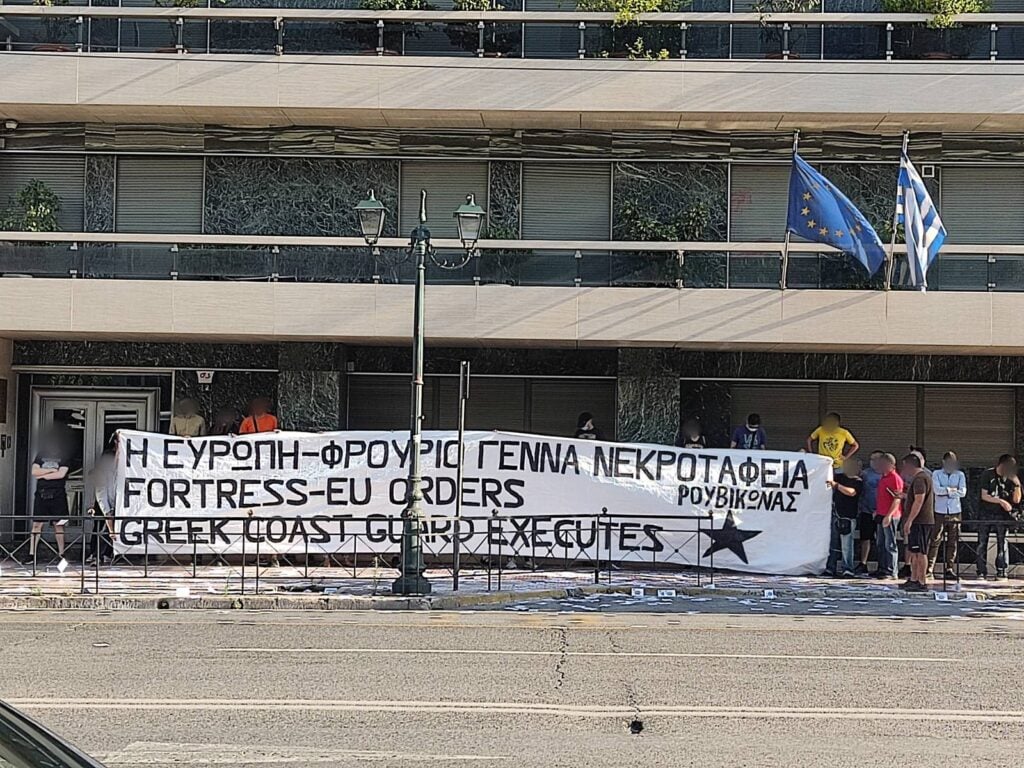 Η ΕΥΡΩΠΗ-ΦΡΟΥΡΙΟ ΓΕΝΝΑ ΝΕΚΡΟΤΑΦΕΙΑ
FORTRESS-EU ORDERS
ΡΟΥΒΙΚΩΝΑΣ
GREEK COAST GUARD EXECUTES